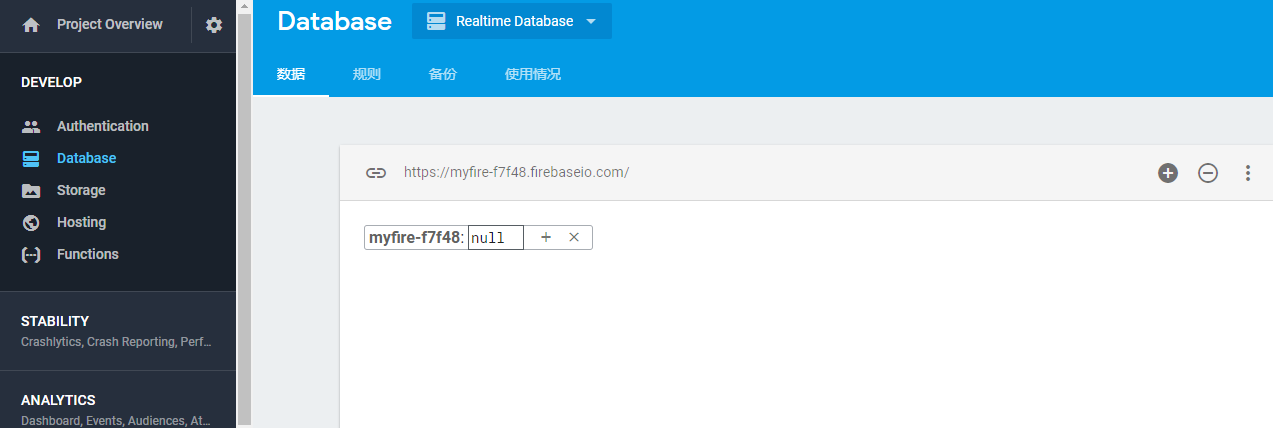 Project Overview
DEVELOP
Authentication
Database
Storage
Hosting
Functions
STABILITY
Crashlytics, Crash Reporting, Perf...
ANALYTICS
Dashboard, Events, Audiences, At...
Database
Realtime Database
数据 规则 备份 使用情况
https://myfire-f7f48.firebaseio.com/
myfire-f7f48: null